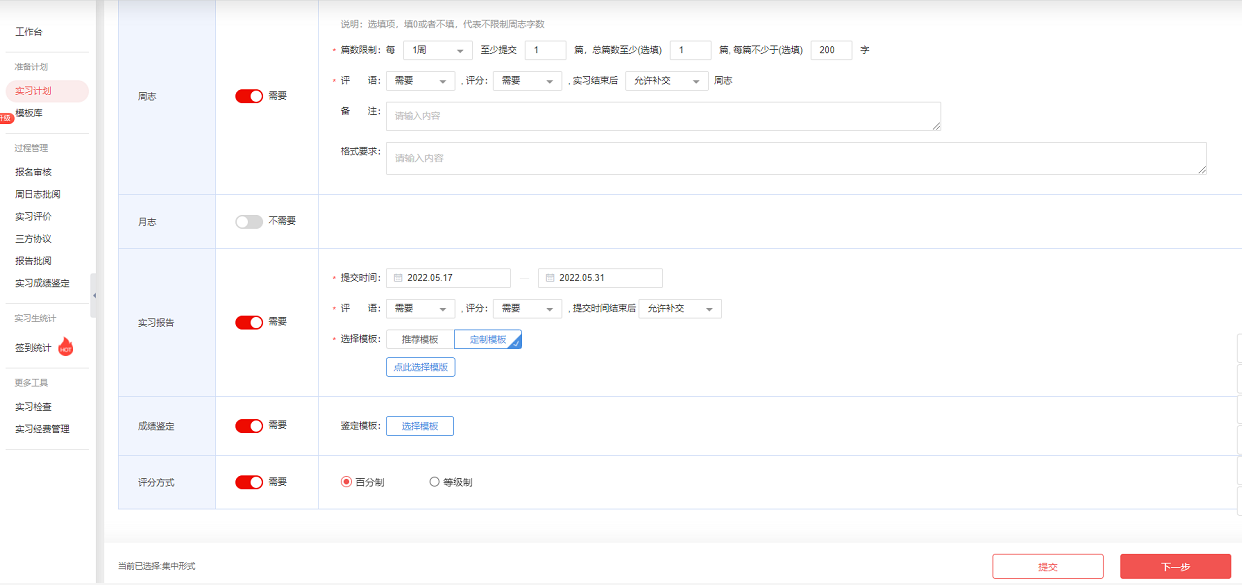 工作台
准备计划
实习计划
升级
模板库
过程管理
报名审核
周日志批阅
实习评价
三方协议
报告批阅
实习成绩鉴定
实习生统计
签到统计 HOT
更多工具
实习检查
实习经费管理
说明：选填项，填0或者不填，代表不限制周志字数
周志 需要
* 篇数限制：每 1周 至少提交 1 篇，总篇数至少(选填) 1 篇, 每篇不少于(选填) 200 字
* 评 语： 需要 , 评分： 需要 , 实习结束后 允许补交 周志
备 注： 请输入内容
格式要求： 请输入内容
月志 不需要
实习报告 需要
* 提交时间： 2022.05.17 — 2022.05.31
* 评 语： 需要 , 评分： 需要 , 提交时间结束后 允许补交
* 选择模板： 推荐模板 定制模板
点此选择模版
成绩鉴定 需要 鉴定模板： 选择模板
评分方式 需要 百分制 等级制
当前已选择:集中形式 提交 下一步